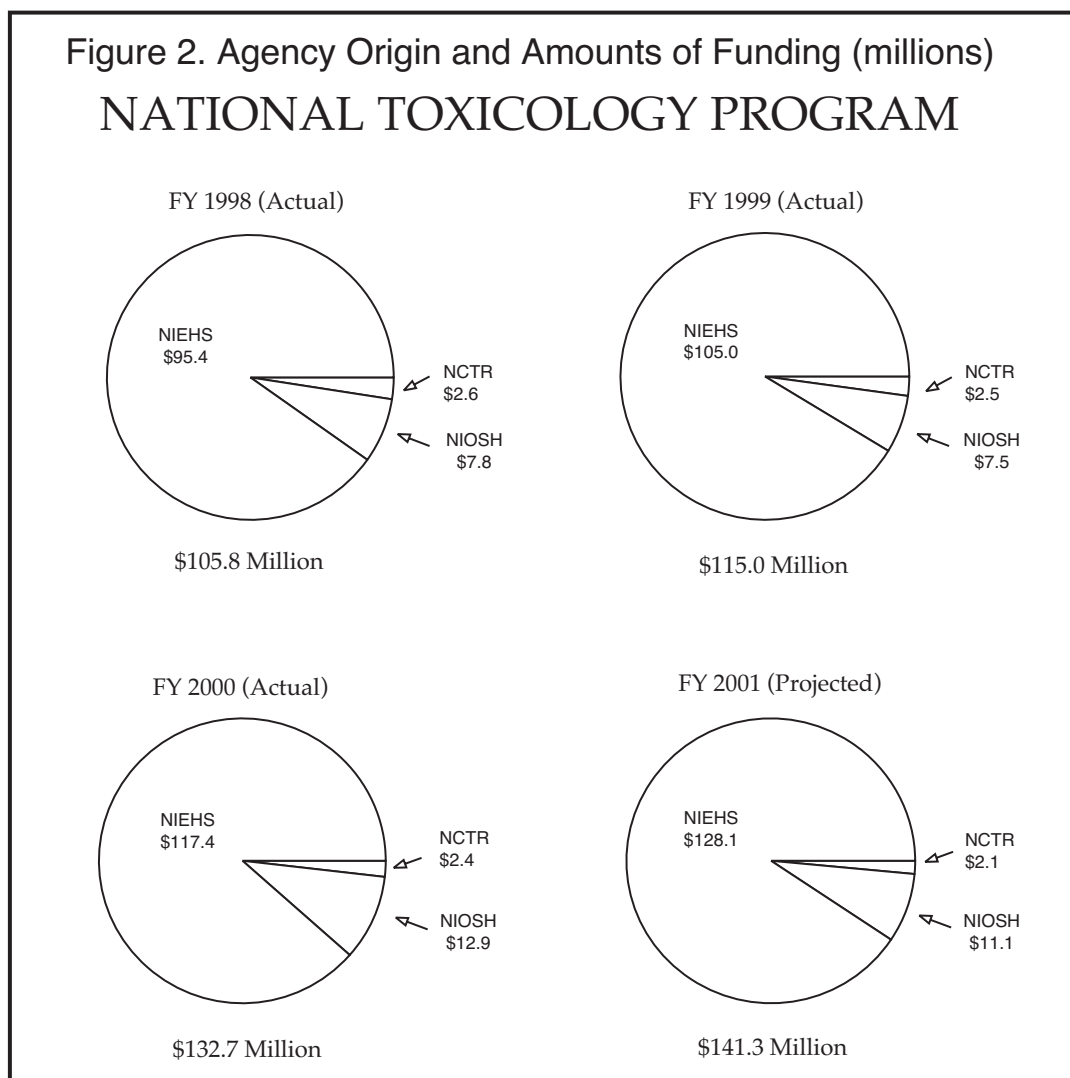 Figure 2. Agency Origin and Amounts of Funding (millions)
NATIONAL TOXICOLOGY PROGRAM
FY 1998 (Actual)
NIEHS
$95.4
NCTR
$2.6
NIOSH
$7.8
$105.8 Million
FY 1999 (Actual)
NIEHS
$105.0
NCTR
$2.5
NIOSH
$7.5
$115.0 Million
FY 2000 (Actual)
NIEHS
$117.4
NCTR
$2.4
NIOSH
$12.9
$132.7 Million
FY 2001 (Projected)
NIEHS
$128.1
NCTR
$2.1
NIOSH
$11.1
$141.3 Million